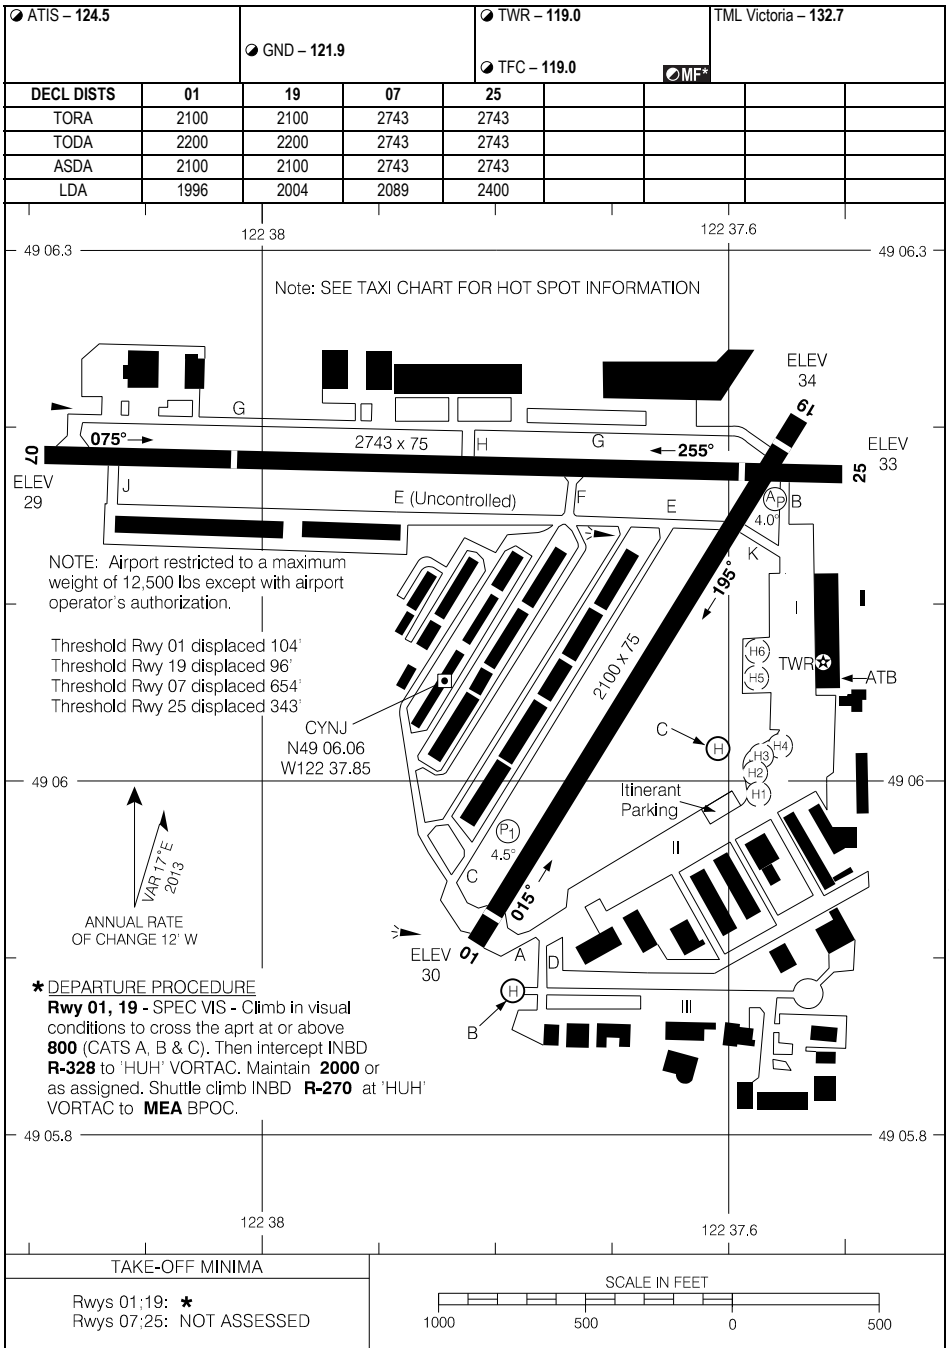 ATIS – 124.5
GND – 121.9
TWR – 119.0
TFC – 119.0
MF*
TML Victoria – 132.7
DECL DISTS 01 19 07 25
TORA 2100 2100 2743 2743
TODA 2200 2200 2743 2743
ASDA 2100 2100 2743 2743
LDA 1996 2004 2089 2400
122 38
122 37.6
49 06.3
49 06.3
Note: SEE TAXI CHART FOR HOT SPOT INFORMATION
ELEV
34
19
G
07
075°
2743 x 75
H
G
255°
25
ELEV
33
ELEV
29
J
E (Uncontrolled)
F
E
A
P
4.0°
B
K
NOTE: Airport restricted to a maximum
weight of 12,500 lbs except with airport
operator's authorization.
195°
I
Threshold Rwy 01 displaced 104'
Threshold Rwy 19 displaced 96'
Threshold Rwy 07 displaced 654'
Threshold Rwy 25 displaced 343'
2100 x 75
H6
H5
TWR
ATB
CYNJ
N49 06.06
W122 37.85
C
H
H4
H3
H2
H1
49 06
49 06
Itinerant
Parking
II
P1
4.5°
C
VAR 17°E
2013
ANNUAL RATE
OF CHANGE 12' W
015°
01
ELEV
30
A
D
H
B
III
* DEPARTURE PROCEDURE
Rwy 01, 19 - SPEC VIS - Climb in visual
conditions to cross the aprt at or above
800 (CATS A, B & C). Then intercept INBD
R-328 to 'HUH' VORTAC. Maintain 2000 or
as assigned. Shuttle climb INBD R-270 at 'HUH'
VORTAC to MEA BPOC.
49 05.8
49 05.8
122 38
122 37.6
TAKE-OFF MINIMA
Rwys 01;19: *
Rwys 07;25: NOT ASSESSED
SCALE IN FEET
1000 500 0 500